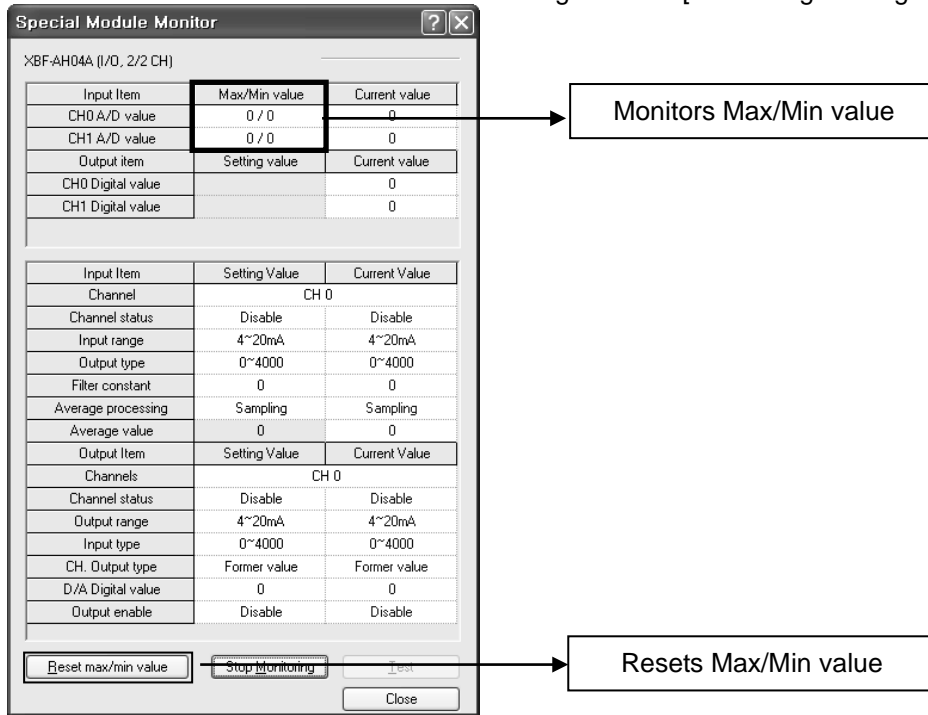 Special Module Monitor
XBF-AH04A (I/O, 2/2 CH)
Input Item Max/Min value Current value
CH0 A/D value 0 / 0 0
CH1 A/D value 0 / 0 0
Output item Setting value Current value
CH0 Digital value 0
CH1 Digital value 0
Input Item Setting Value Current Value
Channel CH 0
Channel status Disable Disable
Input range 4~20mA 4~20mA
Output type 0~4000 0~4000
Filter constant 0 0
Average processing Sampling Sampling
Average value 0 0
Output Item Setting Value Current Value
Channels CH 0
Channel status Disable Disable
Output range 4~20mA 4~20mA
Input type 0~4000 0~4000
CH. Output type Former value Former value
D/A Digital value 0 0
Output enable Disable Disable
Reset max/min value Stop Monitoring Test
Close
Monitors Max/Min value
Resets Max/Min value